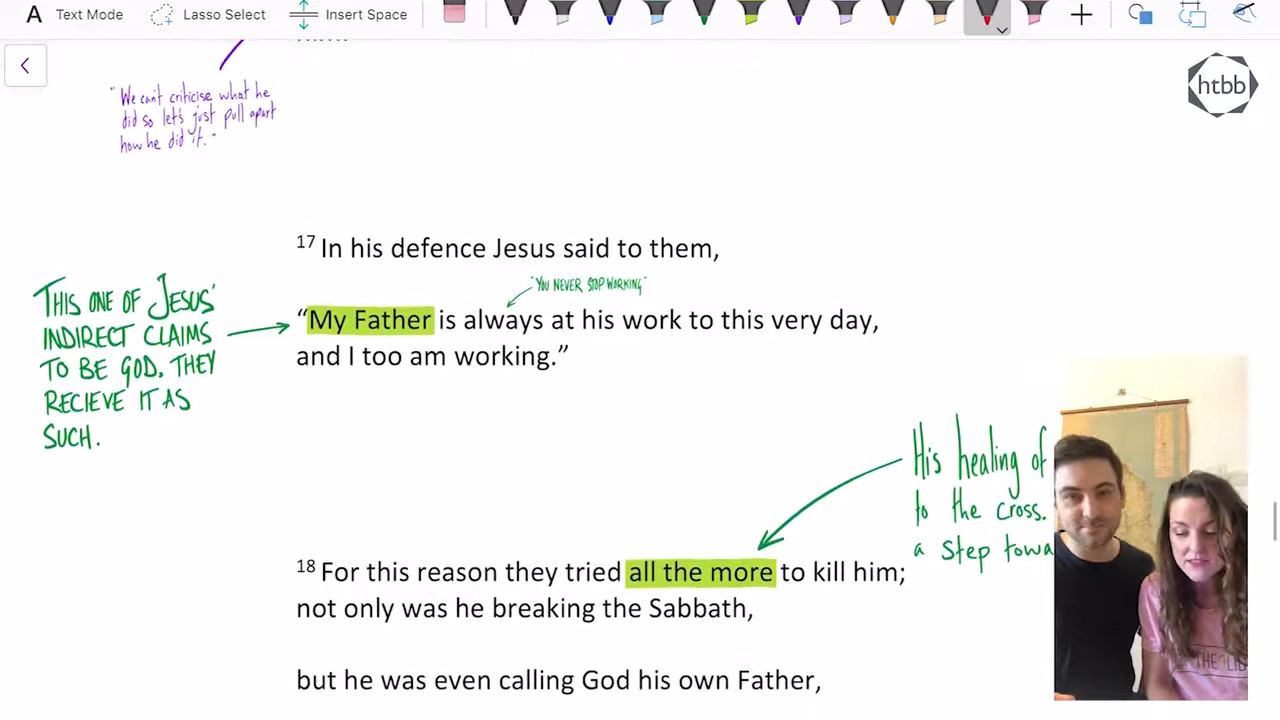 A Text Mode Lasso Select Insert Space
htbb
"We can't criticise what he
did so let's just pull apart
how he did it."
17 In his defence Jesus said to them,
"YOU NEVER STOP WORKING"
"My Father is always at his work to this very day,
and I too am working."
THIS ONE OF JESUS'
INDIRECT CLAIMS
TO BE GOD. THEY
RECIEVE IT AS
SUCH.
His healing of
to the cross.
a step towa
18 For this reason they tried all the more to kill him;
not only was he breaking the Sabbath,
but he was even calling God his own Father,